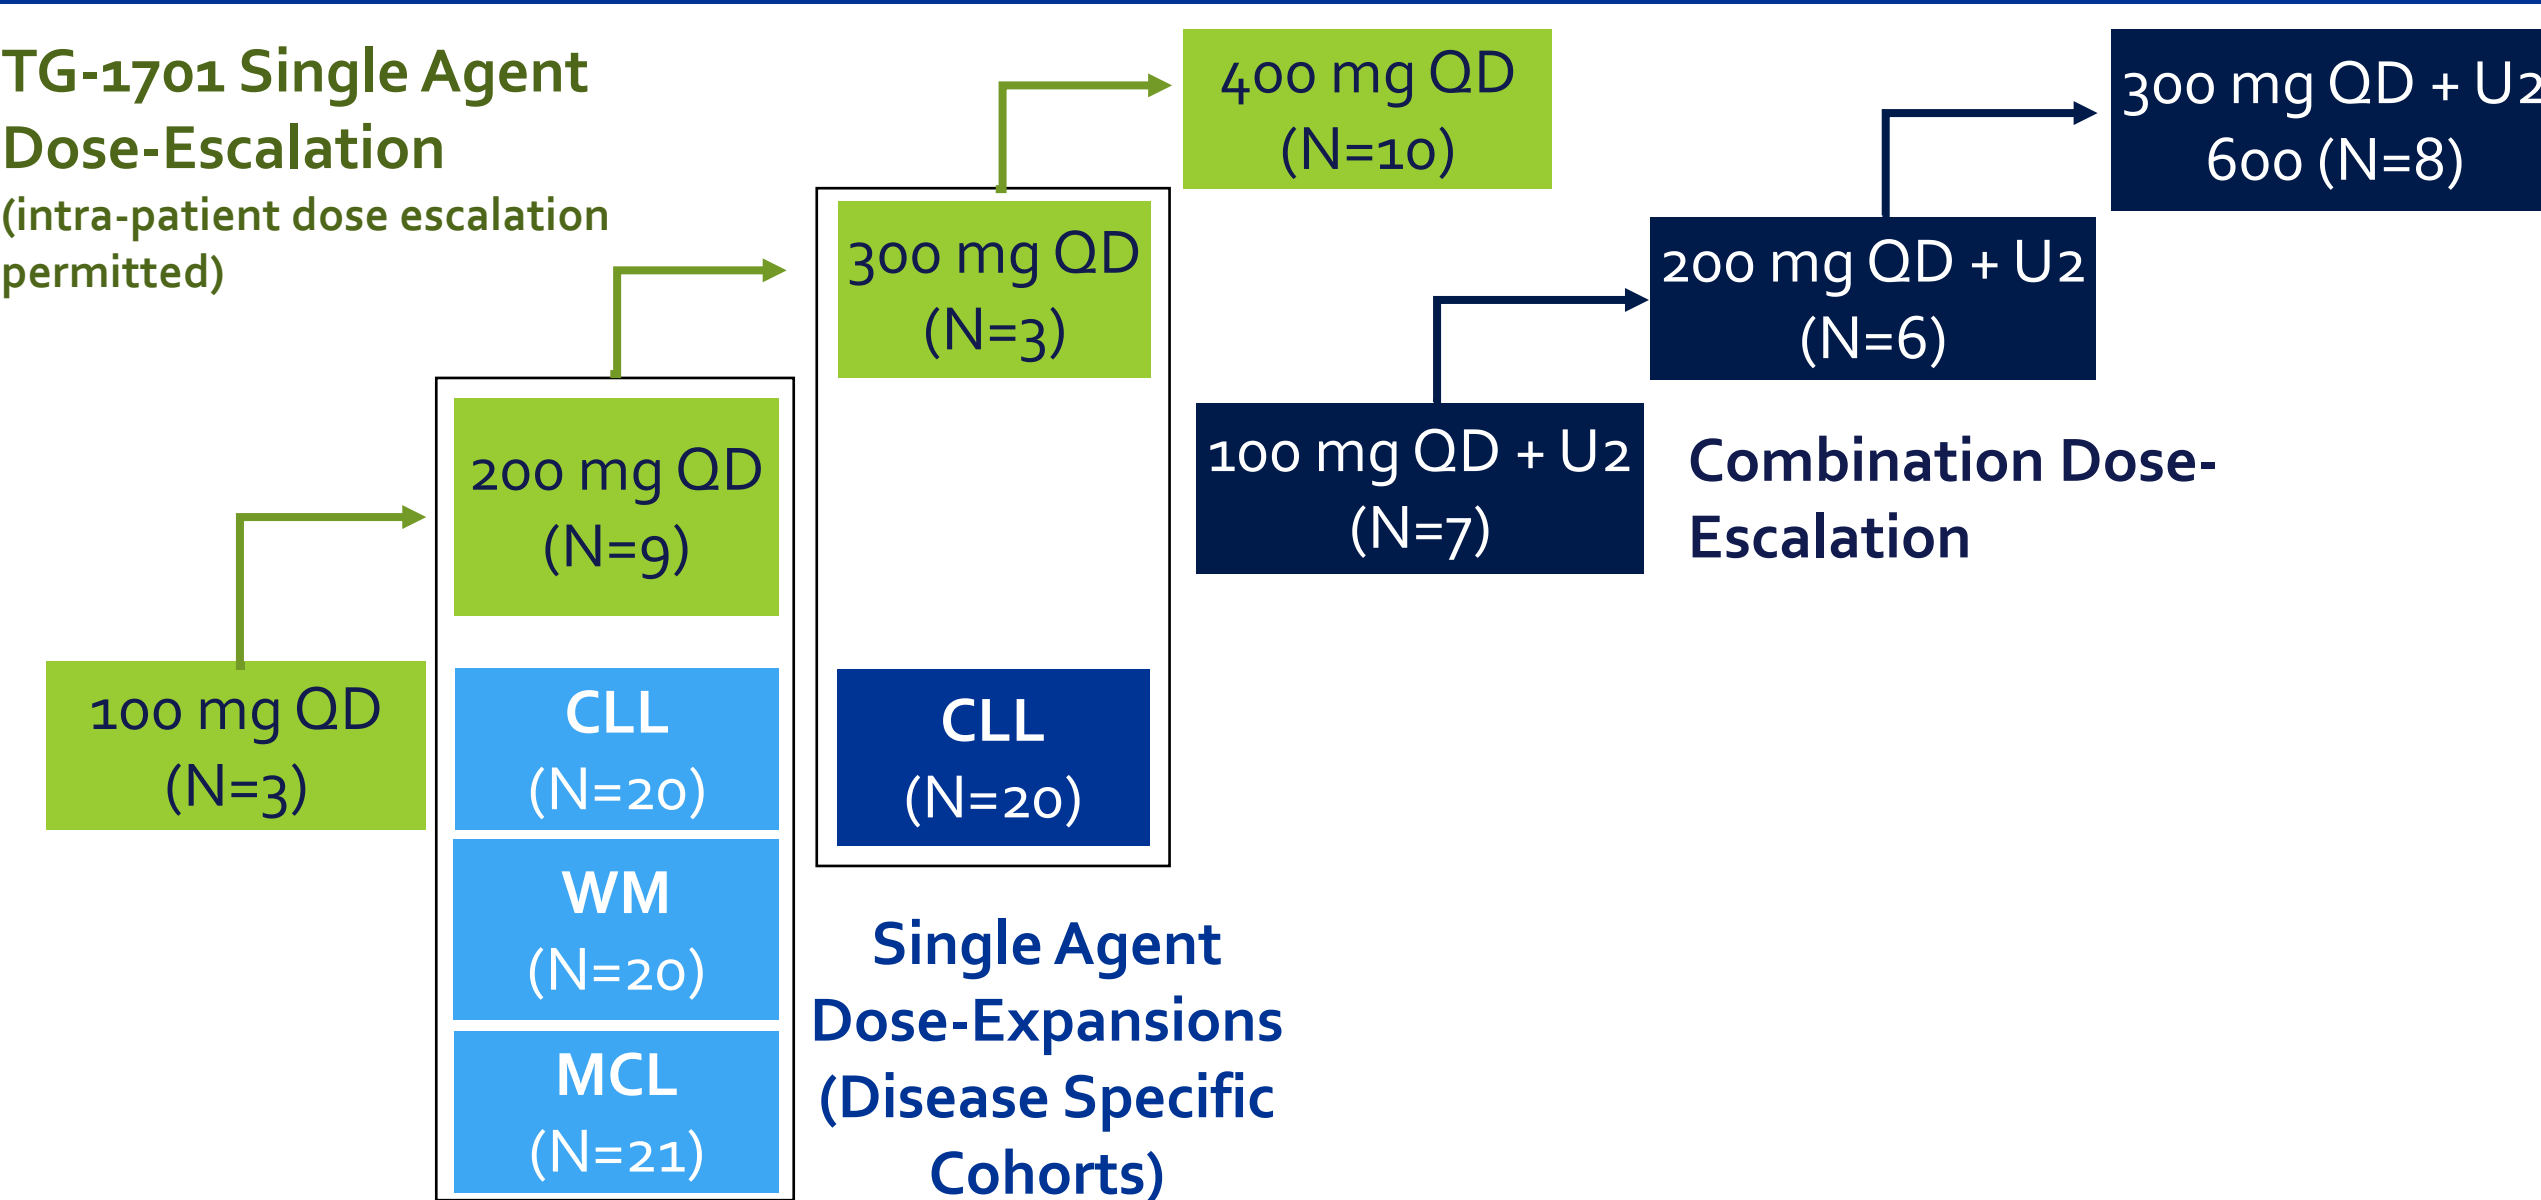 TG-1701 Single Agent
Dose-Escalation
(intra-patient dose escalation
permitted)
400 mg QD
(N=10)
300 mg QD + U2
600 (N=8)
300 mg QD
(N=3)
200 mg QD + U2
(N=6)
200 mg QD
(N=9)
100 mg QD + U2
(N=7)
Combination Dose-
Escalation
100 mg QD
(N=3)
CLL
(N=20)
CLL
(N=20)
WM
(N=20)
MCL
(N=21)
Single Agent
Dose-Expansions
(Disease Specific
Cohorts)